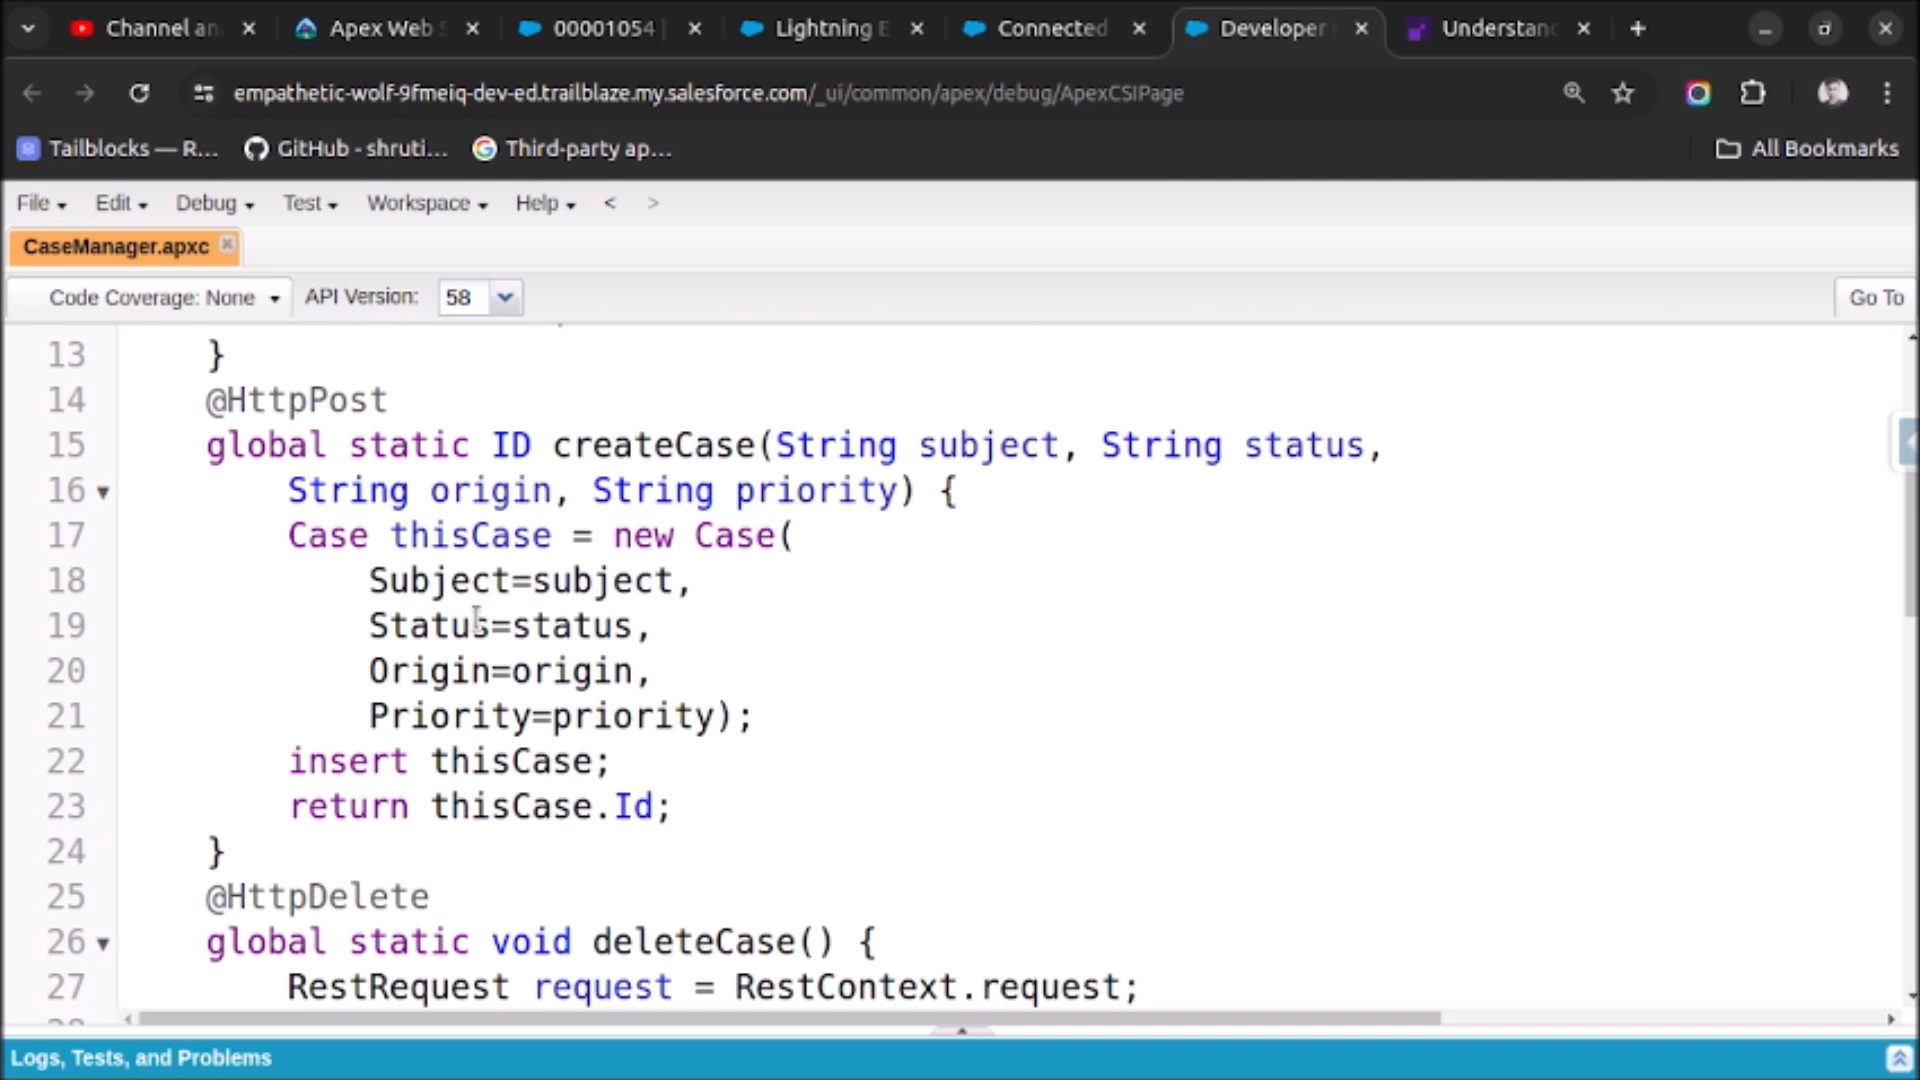 Channel an
Apex Web S
00001054 |
Lightning E
Connected
Developer
Understan
empathetic-wolf-9fmeiq-dev-ed.trailblaze.my.salesforce.com/_ui/common/apex/debug/ApexCSIPage
Tailblocks — R...
GitHub - shruti...
Third-party ap...
All Bookmarks
File
Edit
Debug
Test
Workspace
Help
<
>
CaseManager.apxc
Code Coverage: None
API Version:
58
Go To
13 }
14 @HttpPost
15 global static ID createCase(String subject, String status,
16 String origin, String priority) {
17 Case thisCase = new Case(
18 Subject=subject,
19 Status=status,
20 Origin=origin,
21 Priority=priority);
22 insert thisCase;
23 return thisCase.Id;
24 }
25 @HttpDelete
26 global static void deleteCase() {
27 RestRequest request = RestContext.request;
Logs, Tests, and Problems